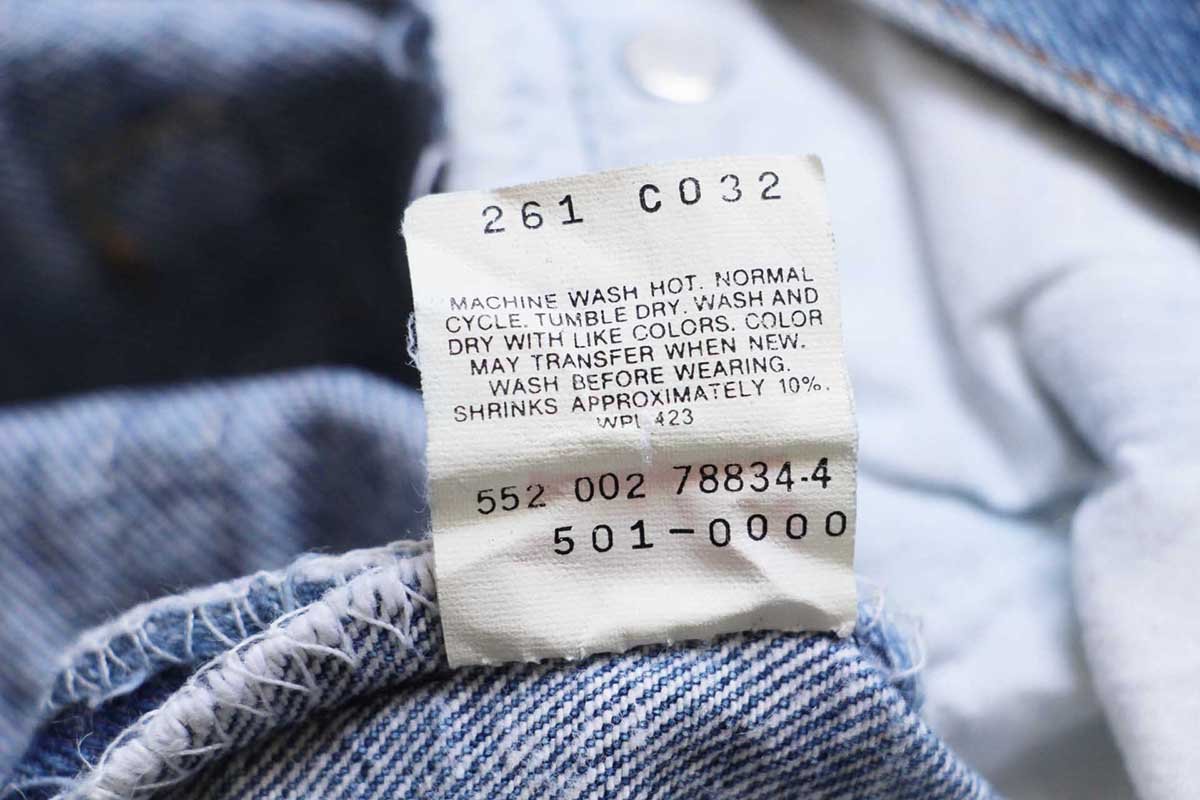 261 C032
MACHINE WASH HOT. NORMAL
CYCLE. TUMBLE DRY. WASH AND
DRY WITH LIKE COLORS. COLOR
MAY TRANSFER WHEN NEW.
WASH BEFORE WEARING.
SHRINKS APPROXIMATELY 10%.
WPL 423
552 002 78834-4
501-0000